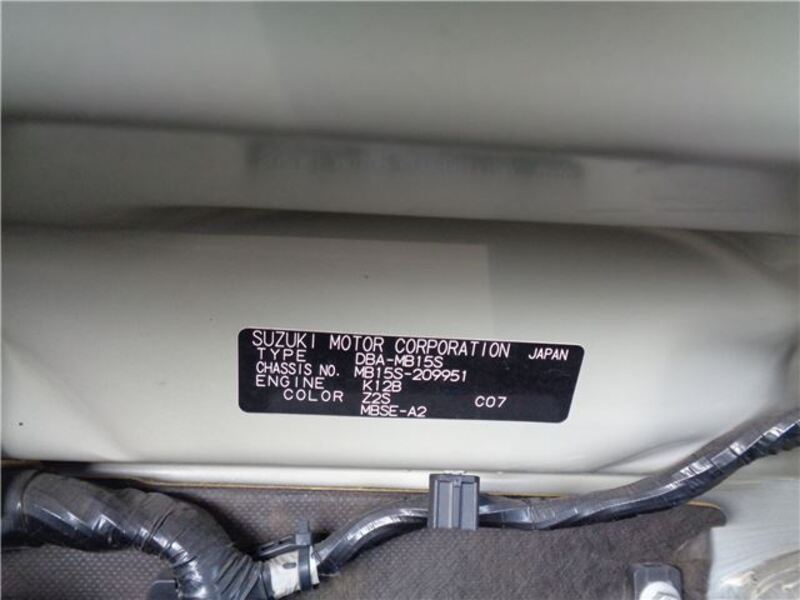 SUZUKI MOTOR CORPORATION JAPAN
TYPE DBA-MB15S
CHASSIS NO. MB15S-209951
ENGINE K12B
COLOR Z2S C07
MBSE-A2